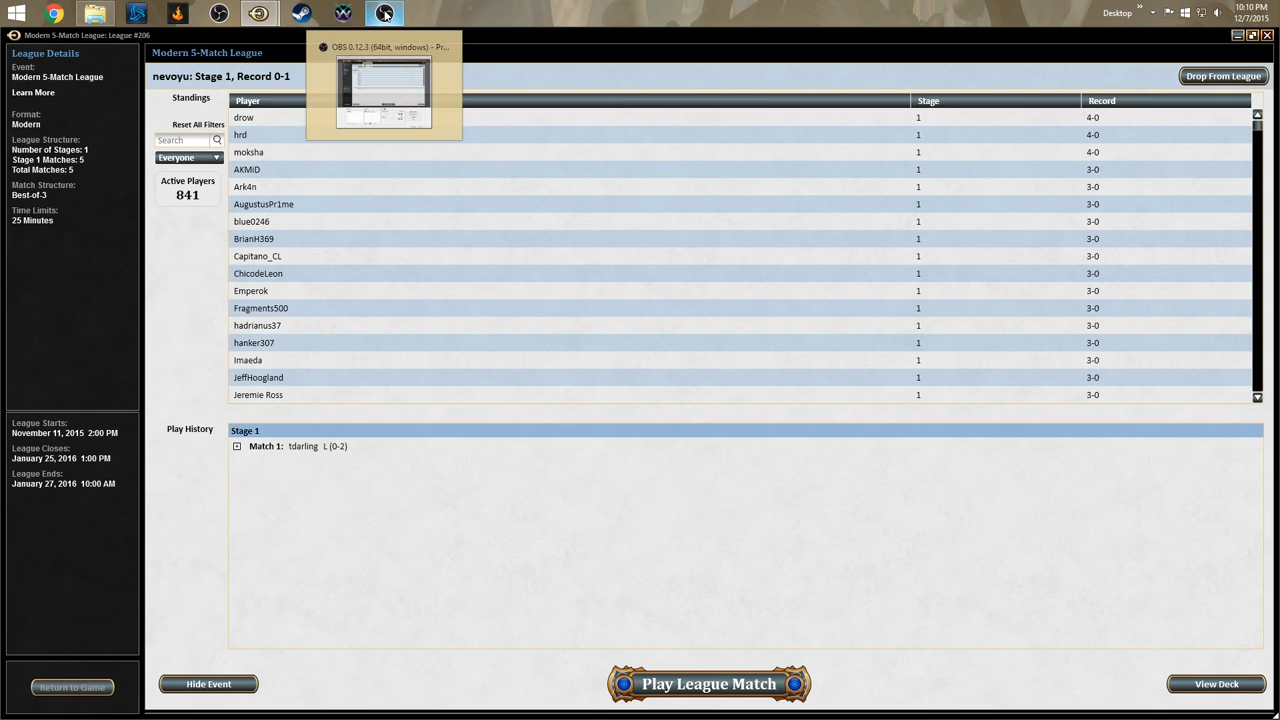 Desktop
10:10 PM
12/7/2015
Modern 5-Match League: League #206
OBS 0.12.3 (64bit, windows) - Pr...
League Details
Event:
Modern 5-Match League
Learn More
Format:
Modern
League Structure:
Number of Stages: 1
Stage 1 Matches: 5
Total Matches: 5
Match Structure:
Best-of-3
Time Limits:
25 Minutes
League Starts:
November 11, 2015 2:00 PM
League Closes:
January 25, 2016 1:00 PM
League Ends:
January 27, 2016 10:00 AM
Return to Game
Modern 5-Match League
nevoyu: Stage 1, Record 0-1
Drop From League
Standings
Reset All Filters
Search
Everyone
Active Players
841
Player Stage Record
drow 1 4-0
hrd 1 4-0
moksha 1 4-0
AKMiD 1 3-0
Ark4n 1 3-0
AugustusPr1me 1 3-0
blue0246 1 3-0
BrianH369 1 3-0
Capitano_CL 1 3-0
ChicodeLeon 1 3-0
Emperok 1 3-0
Fragments500 1 3-0
hadrianus37 1 3-0
hanker307 1 3-0
Imaeda 1 3-0
JeffHoogland 1 3-0
Jeremie Ross 1 3-0
Play History
Stage 1
Match 1: tdarling L (0-2)
Hide Event
Play League Match
View Deck